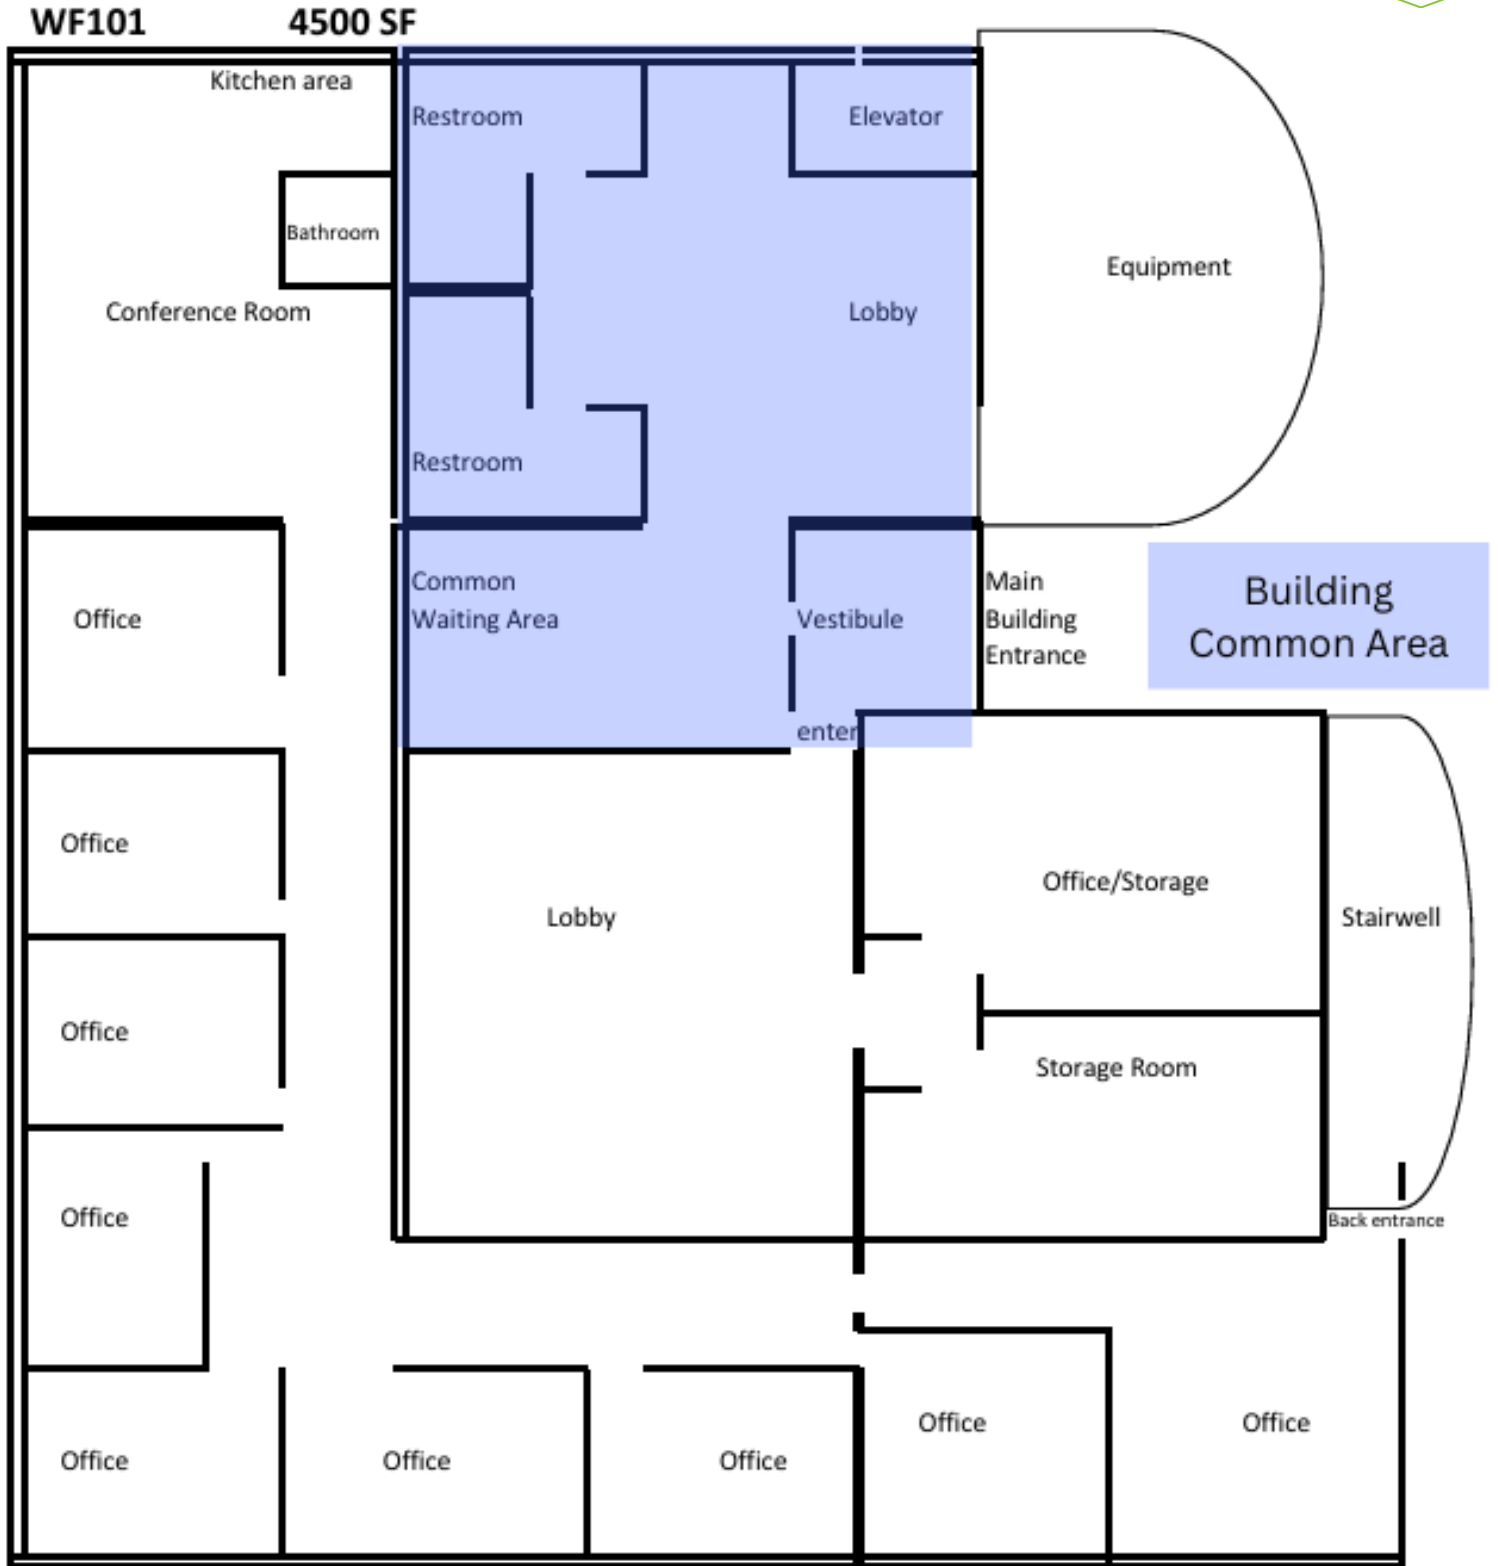 WF101 4500 SF
Kitchen area
Restroom
Elevator
Bathroom
Conference Room
Lobby
Equipment
Restroom
Common
Waiting Area
Vestibule
enter
Main
Building
Entrance
Building
Common Area
Office
Office
Lobby
Office/Storage
Stairwell
Office
Storage Room
Office
Back entrance
Office
Office
Office
Office
Office